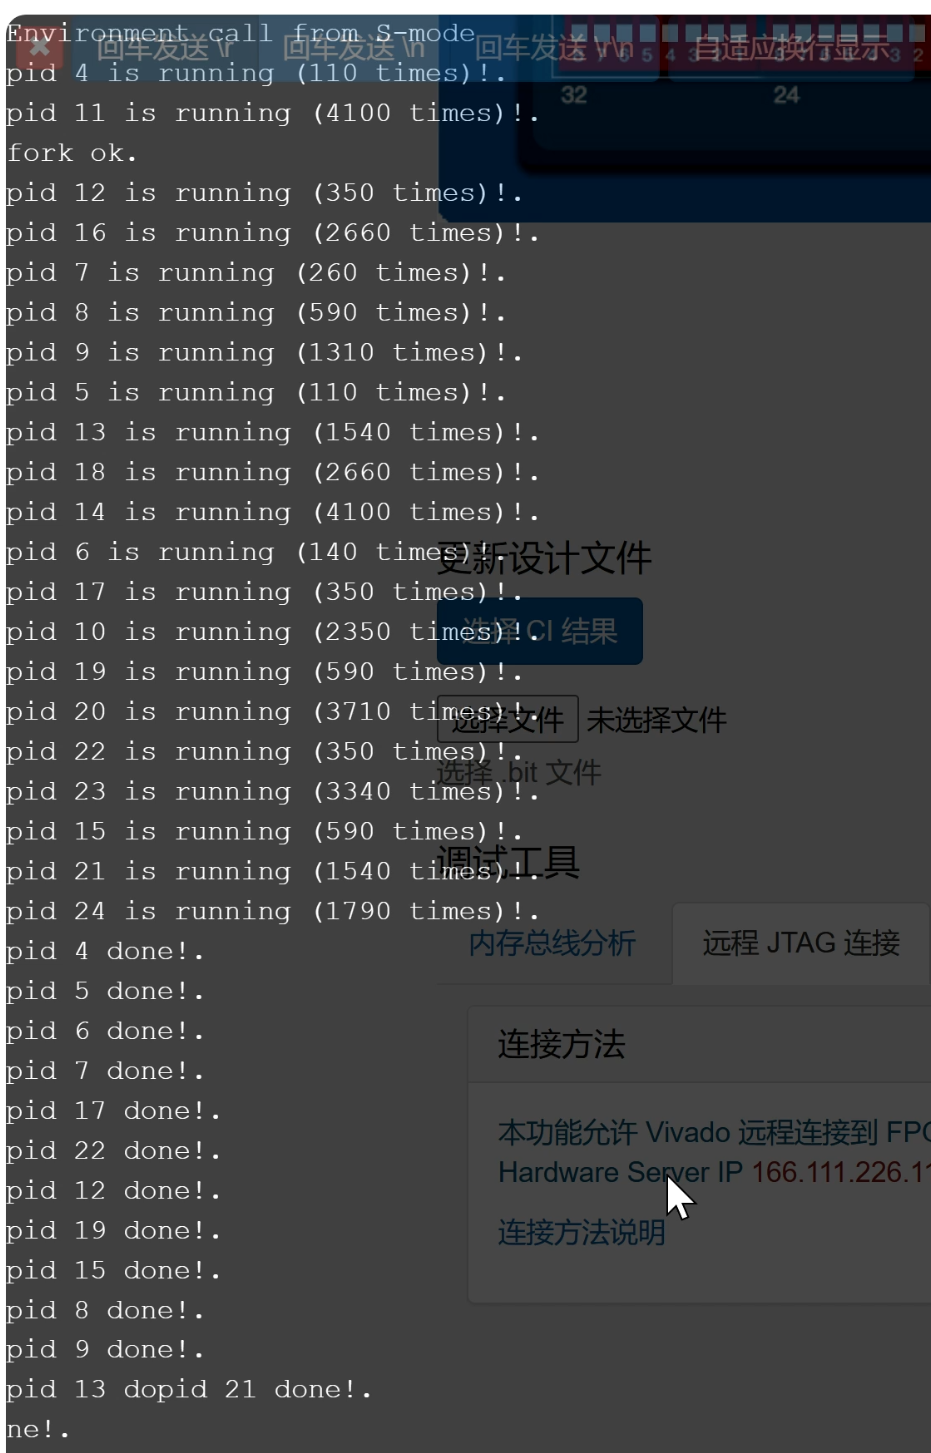 Environment call from S-mode
回车发送 \r
回车发送 \n
回车发送 \r\n
自适应换行显示
32
24
pid 4 is running (110 times)!.
pid 11 is running (4100 times)!.
fork ok.
pid 12 is running (350 times)!.
pid 16 is running (2660 times)!.
pid 7 is running (260 times)!.
pid 8 is running (590 times)!.
pid 9 is running (1310 times)!.
pid 5 is running (110 times)!.
pid 13 is running (1540 times)!.
pid 18 is running (2660 times)!.
pid 14 is running (4100 times)!.
pid 6 is running (140 times)!.
pid 17 is running (350 times)!.
pid 10 is running (2350 times)!.
pid 19 is running (590 times)!.
pid 20 is running (3710 times)!.
pid 22 is running (350 times)!.
pid 23 is running (3340 times)!.
pid 15 is running (590 times)!.
pid 21 is running (1540 times)!.
pid 24 is running (1790 times)!.
pid 4 done!.
pid 5 done!.
pid 6 done!.
pid 7 done!.
pid 17 done!.
pid 22 done!.
pid 12 done!.
pid 19 done!.
pid 15 done!.
pid 8 done!.
pid 9 done!.
pid 13 dopid 21 done!.
ne!.
更新设计文件
选择 CI 结果
选择文件 未选择文件
选择 .bit 文件
调试工具
内存总线分析
远程 JTAG 连接
连接方法
本功能允许 Vivado 远程连接到
Hardware Server IP 166.111.226.1
连接方法说明